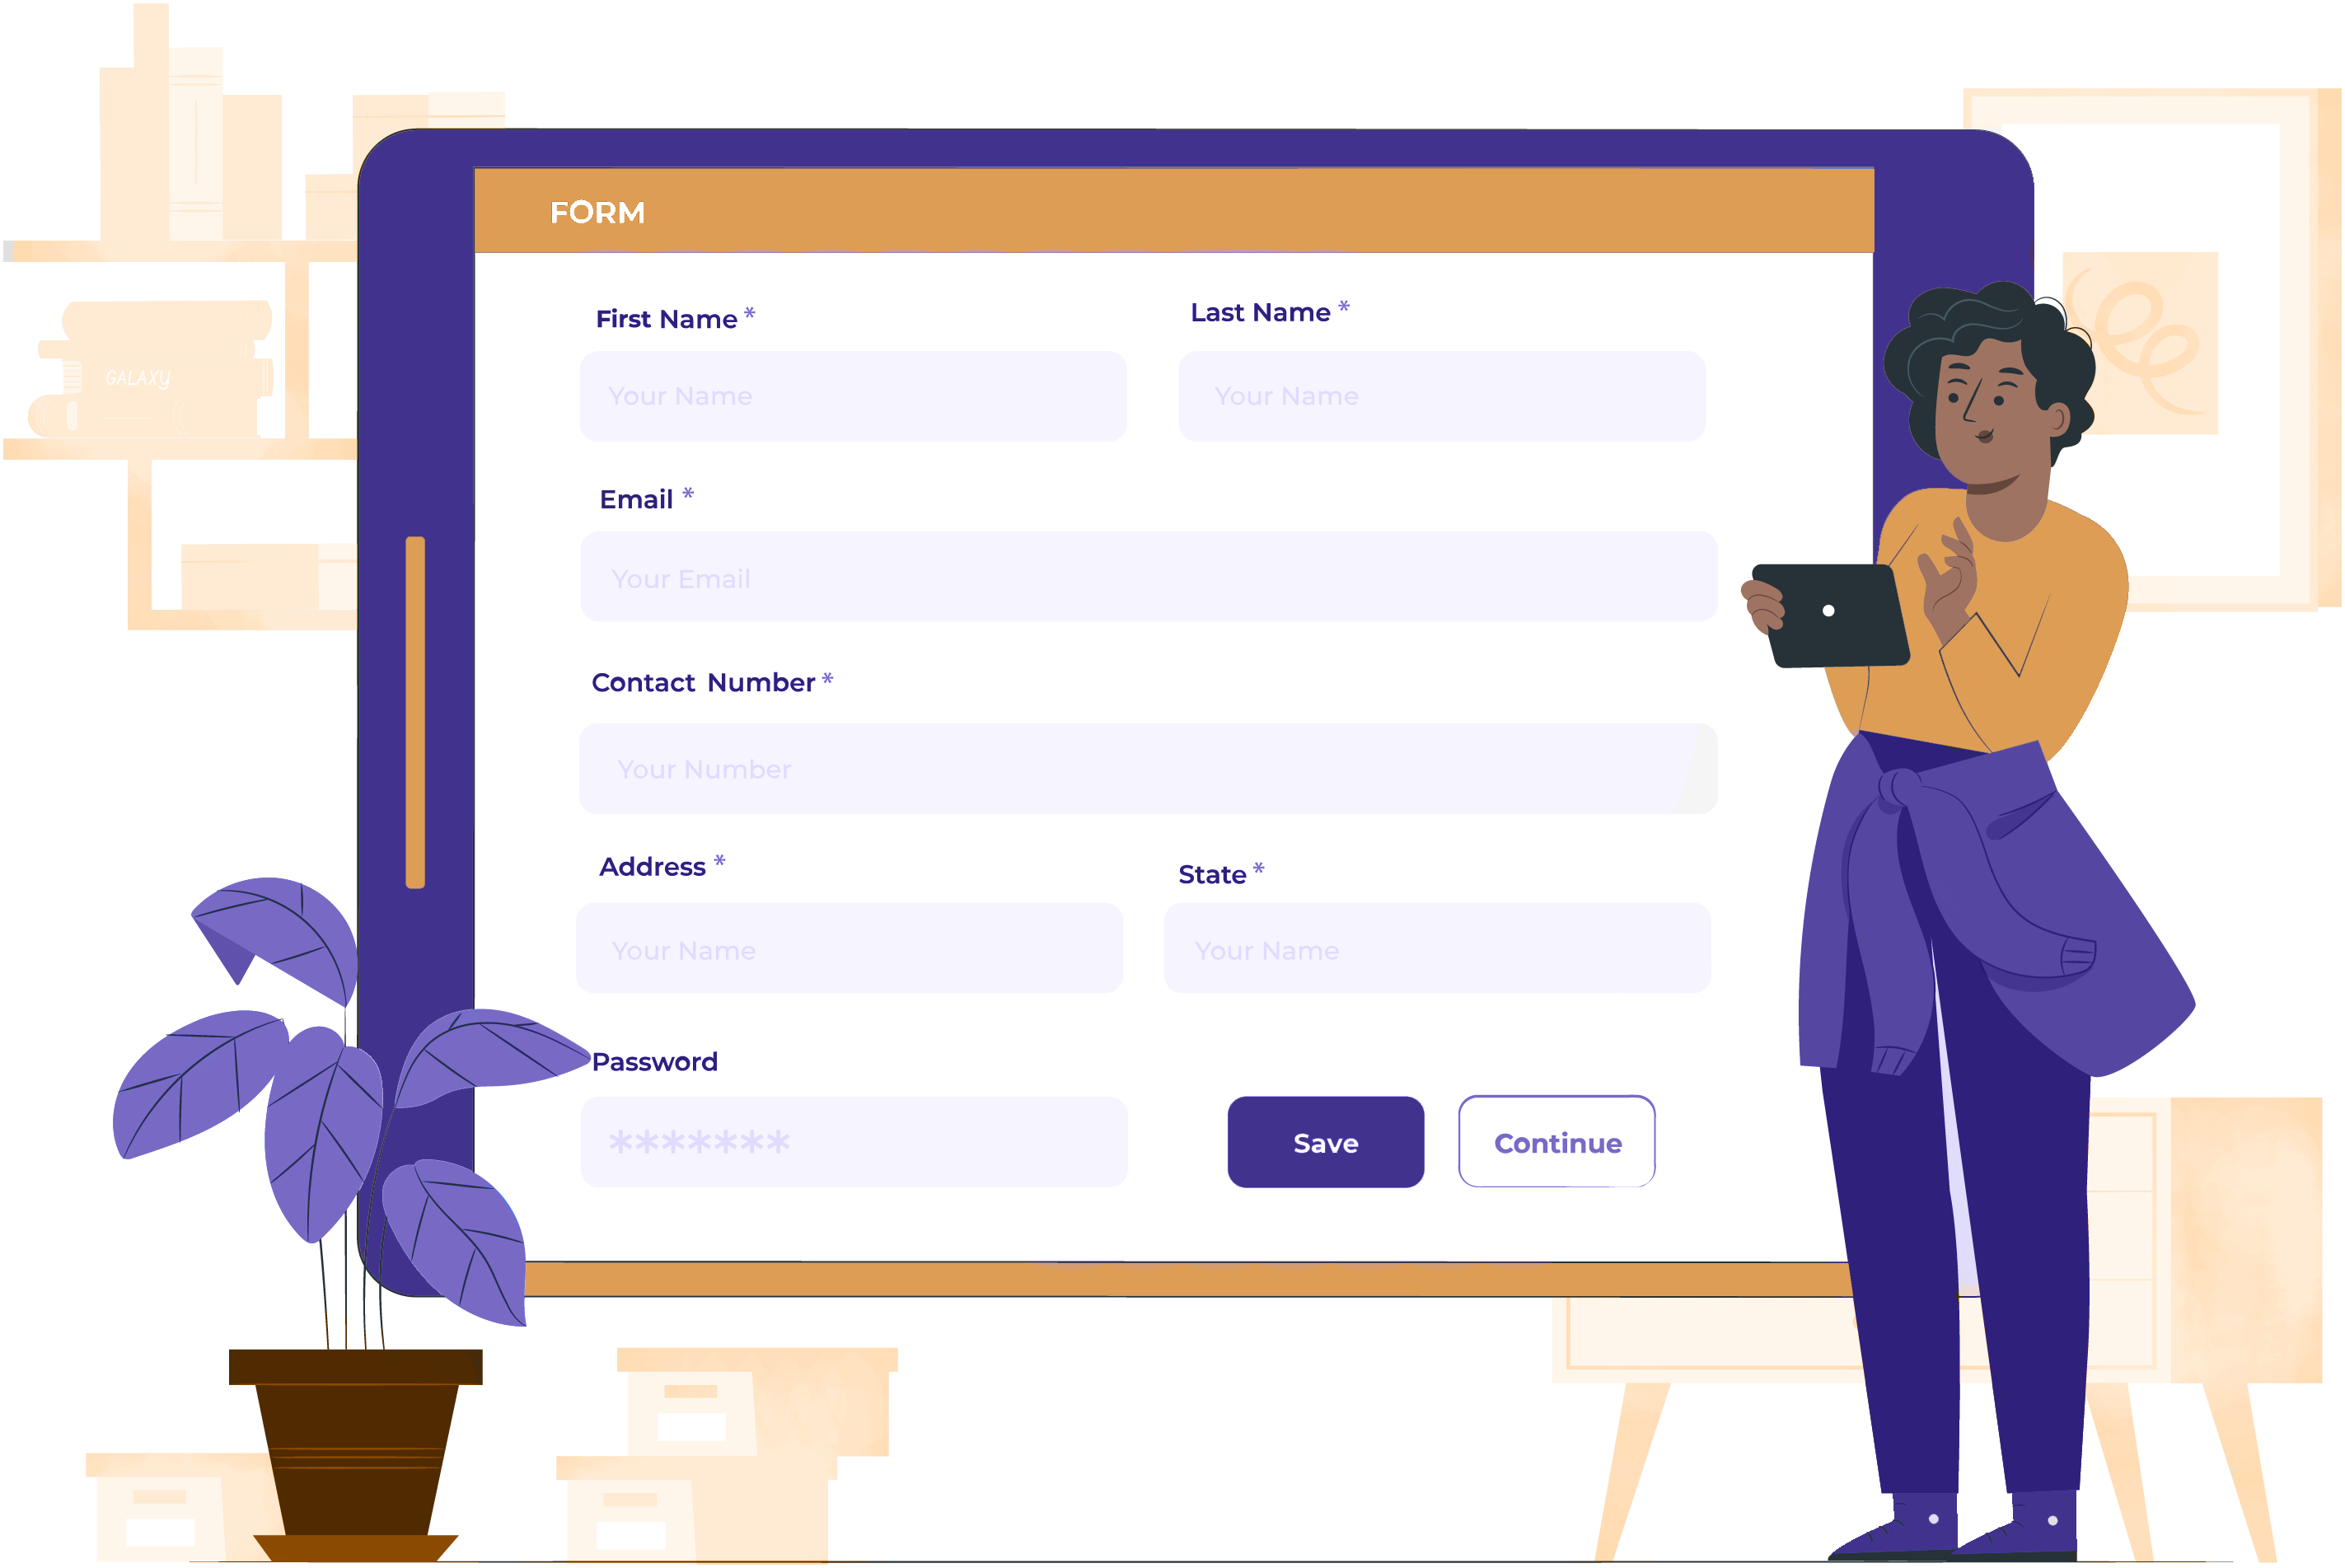 FORM
First Name * Last Name *
Your Name Your Name
GALAXY
Email *
Your Email
Contact Number *
Your Number
Address * State *
Your Name Your Name
Password
******* Save Continue